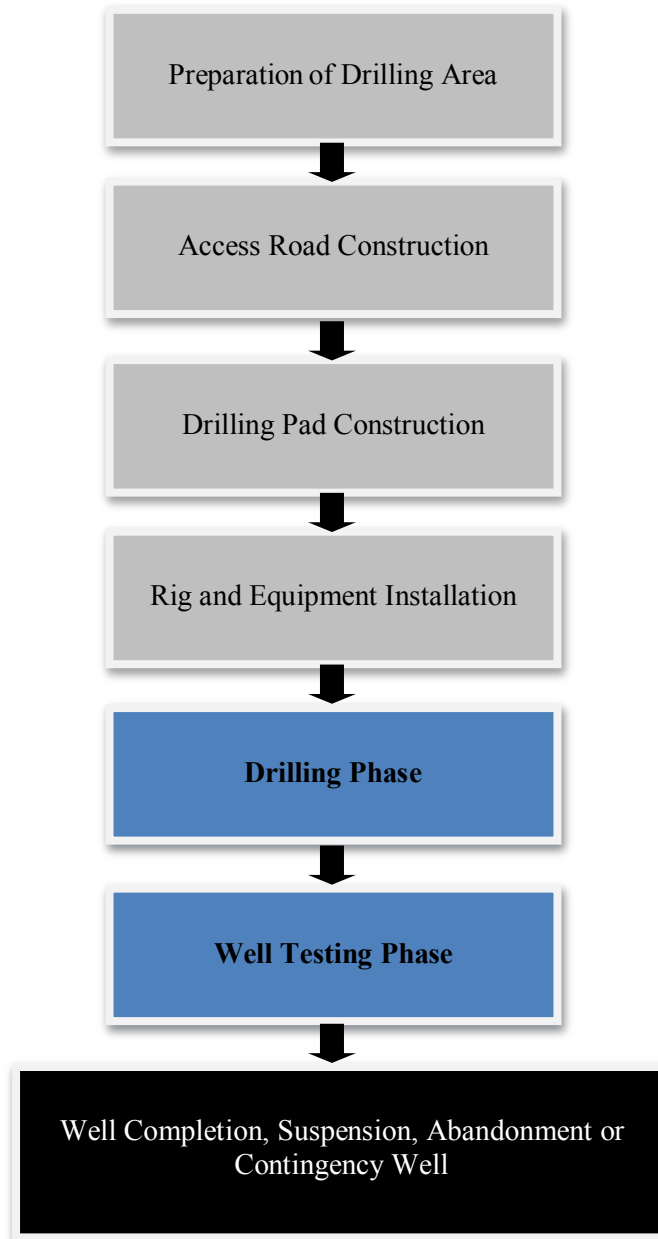 Preparation of Drilling Area
Access Road Construction
Drilling Pad Construction
Rig and Equipment Installation
Drilling Phase
Well Testing Phase
Well Completion, Suspension, Abandonment or
Contingency Well